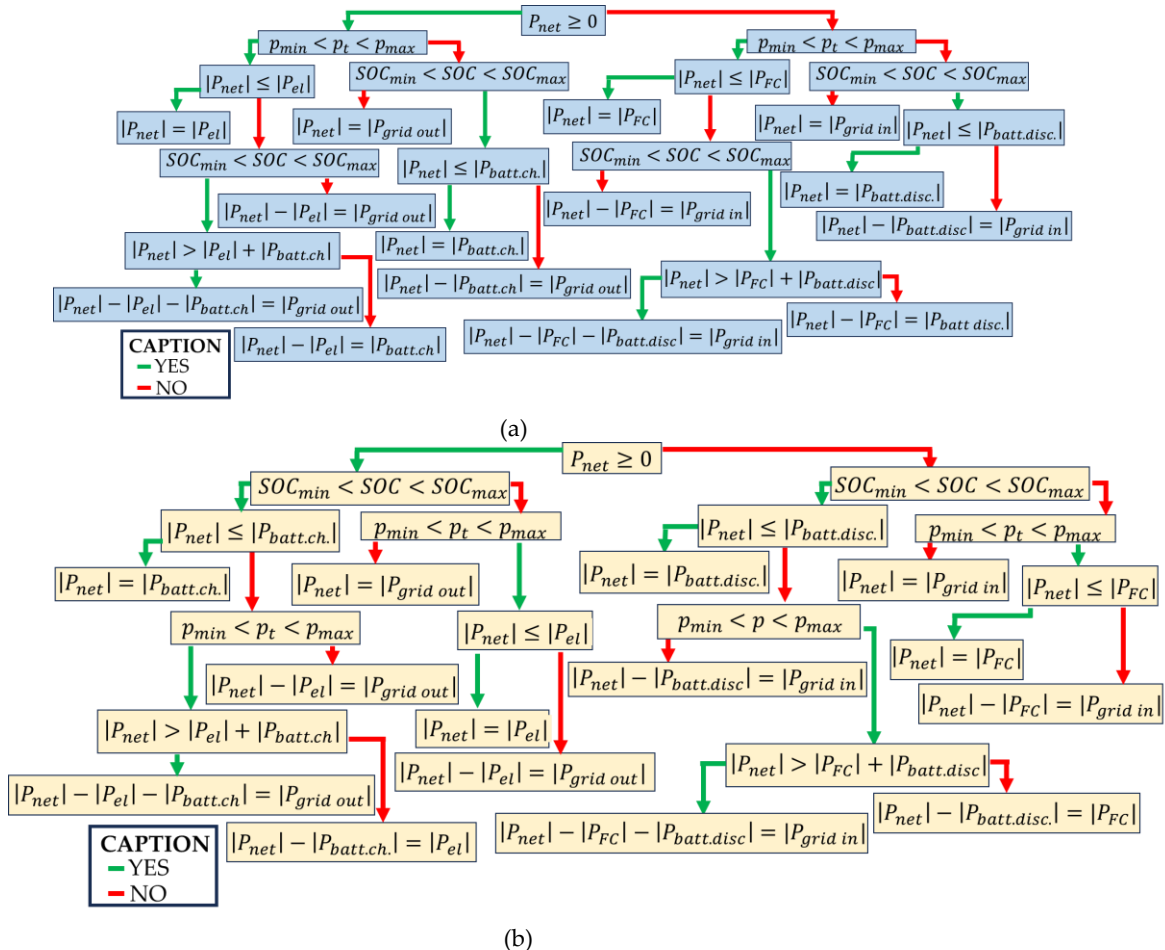 P_net ≥ 0
p_min < p_t < p_max
p_min < p_t < p_max
|P_net| ≤ |P_el|
SOC_min < SOC < SOC_max
|P_net| ≤ |P_FC|
SOC_min < SOC < SOC_max
|P_net| = |P_el|
|P_net| = |P_grid out|
|P_net| = |P_FC|
|P_net| = |P_grid in|
|P_net| ≤ |P_batt.disc.|
SOC_min < SOC < SOC_max
|P_net| ≤ |P_batt.ch.|
SOC_min < SOC < SOC_max
|P_net| = |P_batt.disc.|
|P_net| − |P_el| = |P_grid out|
|P_net| − |P_FC| = |P_grid in|
|P_net| − |P_batt.disc| = |P_grid in|
|P_net| > |P_el| + |P_batt.ch|
|P_net| = |P_batt.ch.|
|P_net| − |P_batt.ch| = |P_grid out|
|P_net| > |P_FC| + |P_batt.disc|
|P_net| − |P_el| − |P_batt.ch| = |P_grid out|
|P_net| − |P_FC| = |P_batt disc.|
|P_net| − |P_el| = |P_batt.ch|
|P_net| − |P_FC| − |P_batt.disc| = |P_grid in|
CAPTION
YES
NO
(a)
P_net ≥ 0
SOC_min < SOC < SOC_max
SOC_min < SOC < SOC_max
|P_net| ≤ |P_batt.ch.|
p_min < p_t < p_max
|P_net| ≤ |P_batt.disc.|
p_min < p_t < p_max
|P_net| = |P_batt.ch.|
|P_net| = |P_grid out|
|P_net| = |P_batt.disc.|
|P_net| = |P_grid in|
|P_net| ≤ |P_FC|
p_min < p_t < p_max
|P_net| ≤ |P_el|
p_min < p < p_max
|P_net| = |P_FC|
|P_net| − |P_el| = |P_grid out|
|P_net| − |P_batt.disc| = |P_grid in|
|P_net| − |P_FC| = |P_grid in|
|P_net| > |P_el| + |P_batt.ch|
|P_net| = |P_el|
|P_net| − |P_el| = |P_grid out|
|P_net| > |P_FC| + |P_batt.disc|
|P_net| − |P_el| − |P_batt.ch| = |P_grid out|
|P_net| − |P_batt.disc.| = |P_FC|
|P_net| − |P_batt.ch.| = |P_el|
|P_net| − |P_FC| − |P_batt.disc| = |P_grid in|
CAPTION
YES
NO
(b)